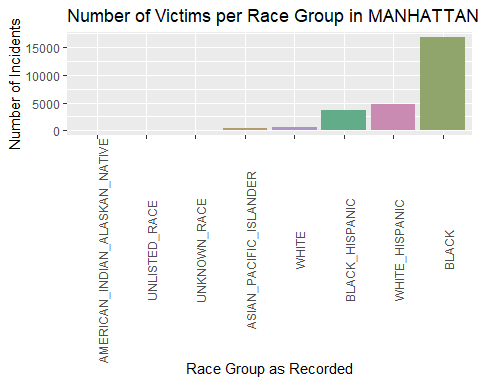 Number of Victims per Race Group in MANHATTAN
Number of Incidents
15000
10000
5000
0
AMERICAN_INDIAN_ALASKAN_NATIVE
UNLISTED_RACE
UNKNOWN_RACE
ASIAN_PACIFIC_ISLANDER
WHITE
BLACK_HISPANIC
WHITE_HISPANIC
BLACK
Race Group as Recorded